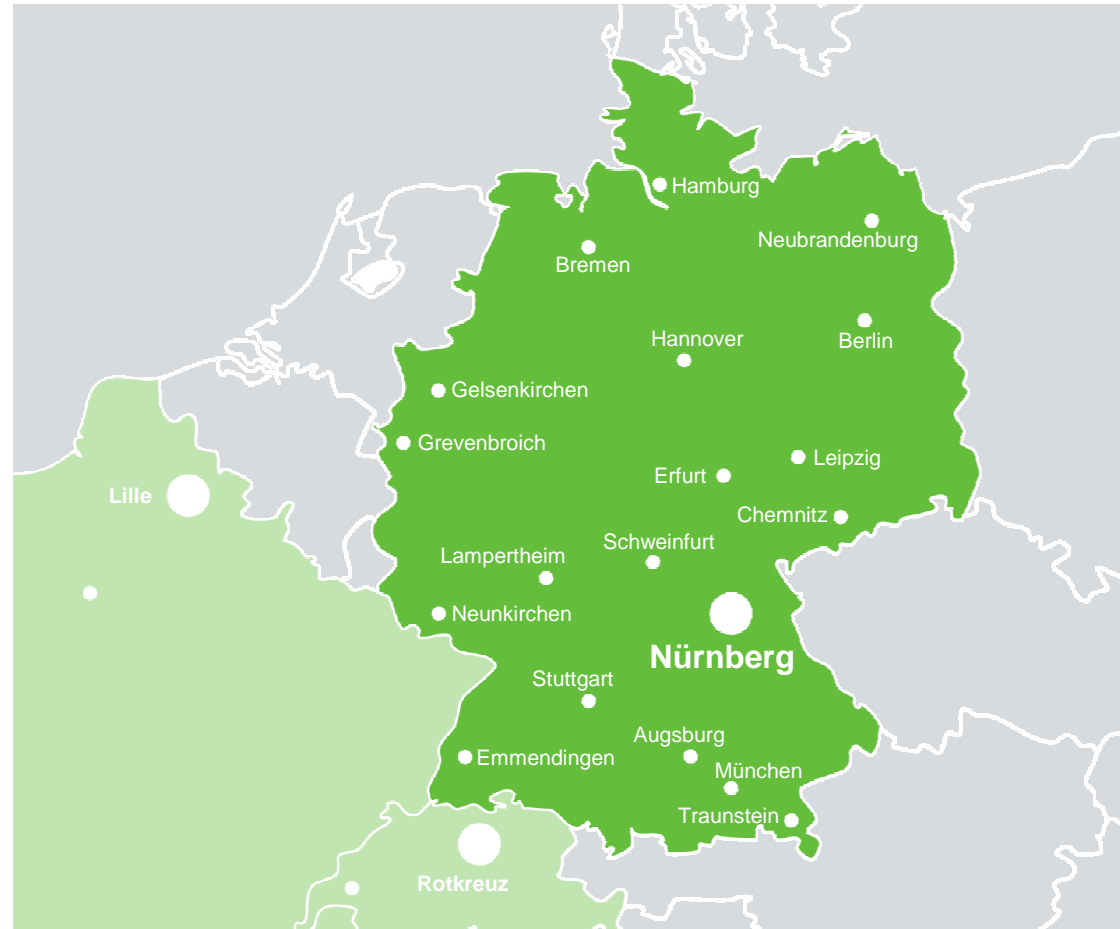 Hamburg
Neubrandenburg
Bremen
Berlin
Hannover
Gelsenkirchen
Grevenbroich
Leipzig
Erfurt
Lille
Chemnitz
Schweinfurt
Lampertheim
Neunkirchen
Nürnberg
Stuttgart
Augsburg
Emmendingen
München
Traunstein
Rotkreuz